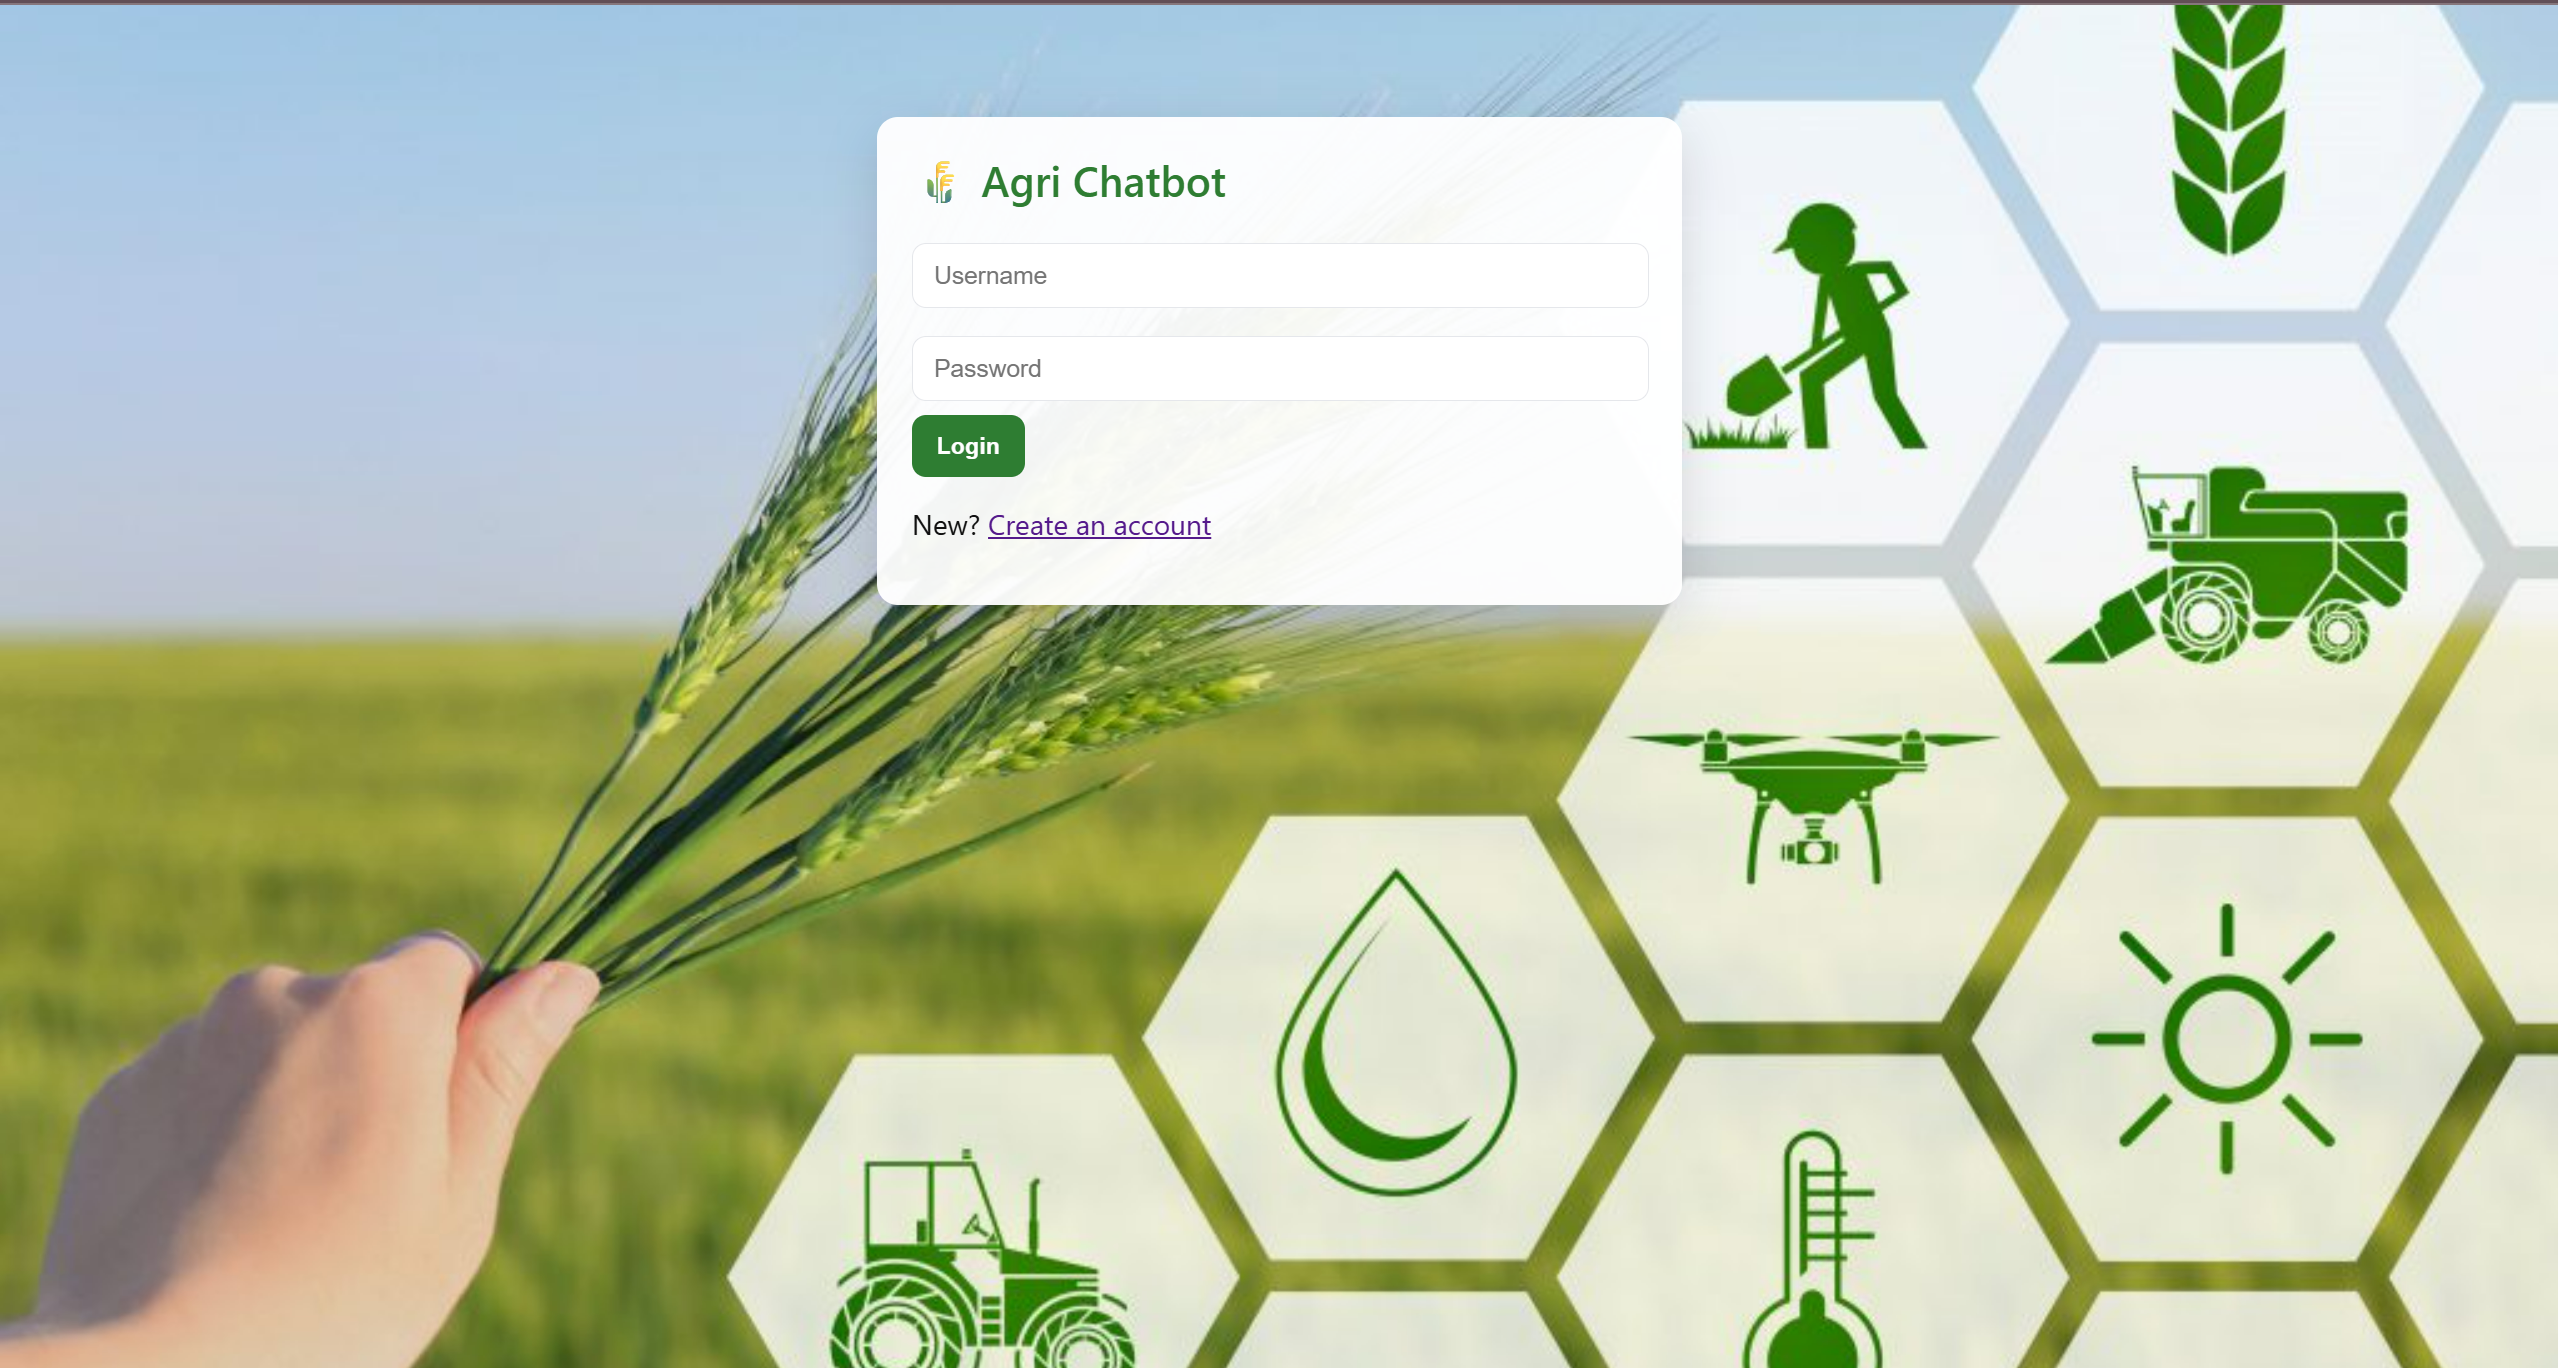 Agri Chatbot
Username
Password
Login
New? Create an account